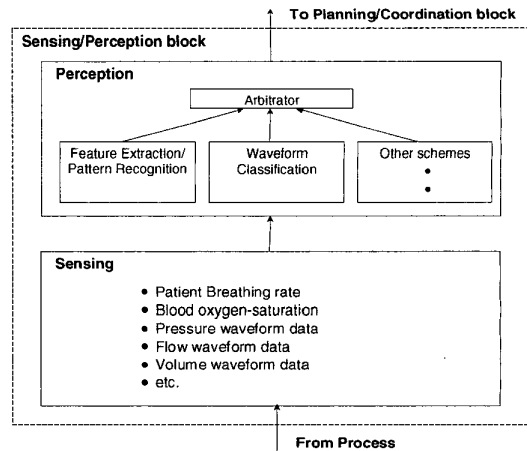 To Planning/Coordination block
Sensing/Perception block
Perception
Arbitrator
Feature Extraction/
Pattern Recognition
Waveform
Classification
Other schemes
•
•
Sensing
• Patient Breathing rate
• Blood oxygen-saturation
• Pressure waveform data
• Flow waveform data
• Volume waveform data
• etc.
From Process